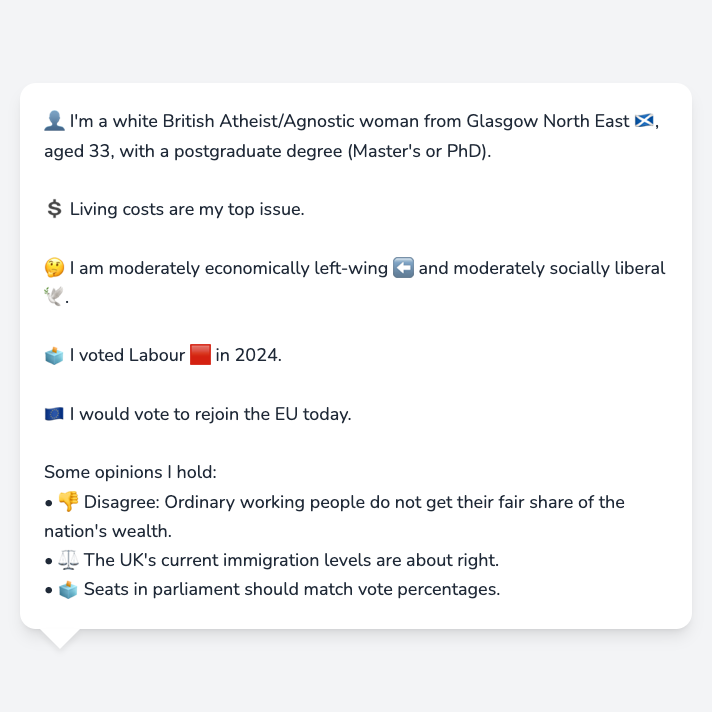 👤 I'm a white British Atheist/Agnostic woman from Glasgow North East 🏴󠁧󠁢󠁳󠁣󠁴󠁿,
aged 33, with a postgraduate degree (Master's or PhD).
💲 Living costs are my top issue.
🤔 I am moderately economically left-wing ⬅️ and moderately socially liberal
🕊️.
🗳️ I voted Labour 🟥 in 2024.
🇪🇺 I would vote to rejoin the EU today.
Some opinions I hold:
• 👎 Disagree: Ordinary working people do not get their fair share of the
nation's wealth.
• ⚖️ The UK's current immigration levels are about right.
• 🗳️ Seats in parliament should match vote percentages.